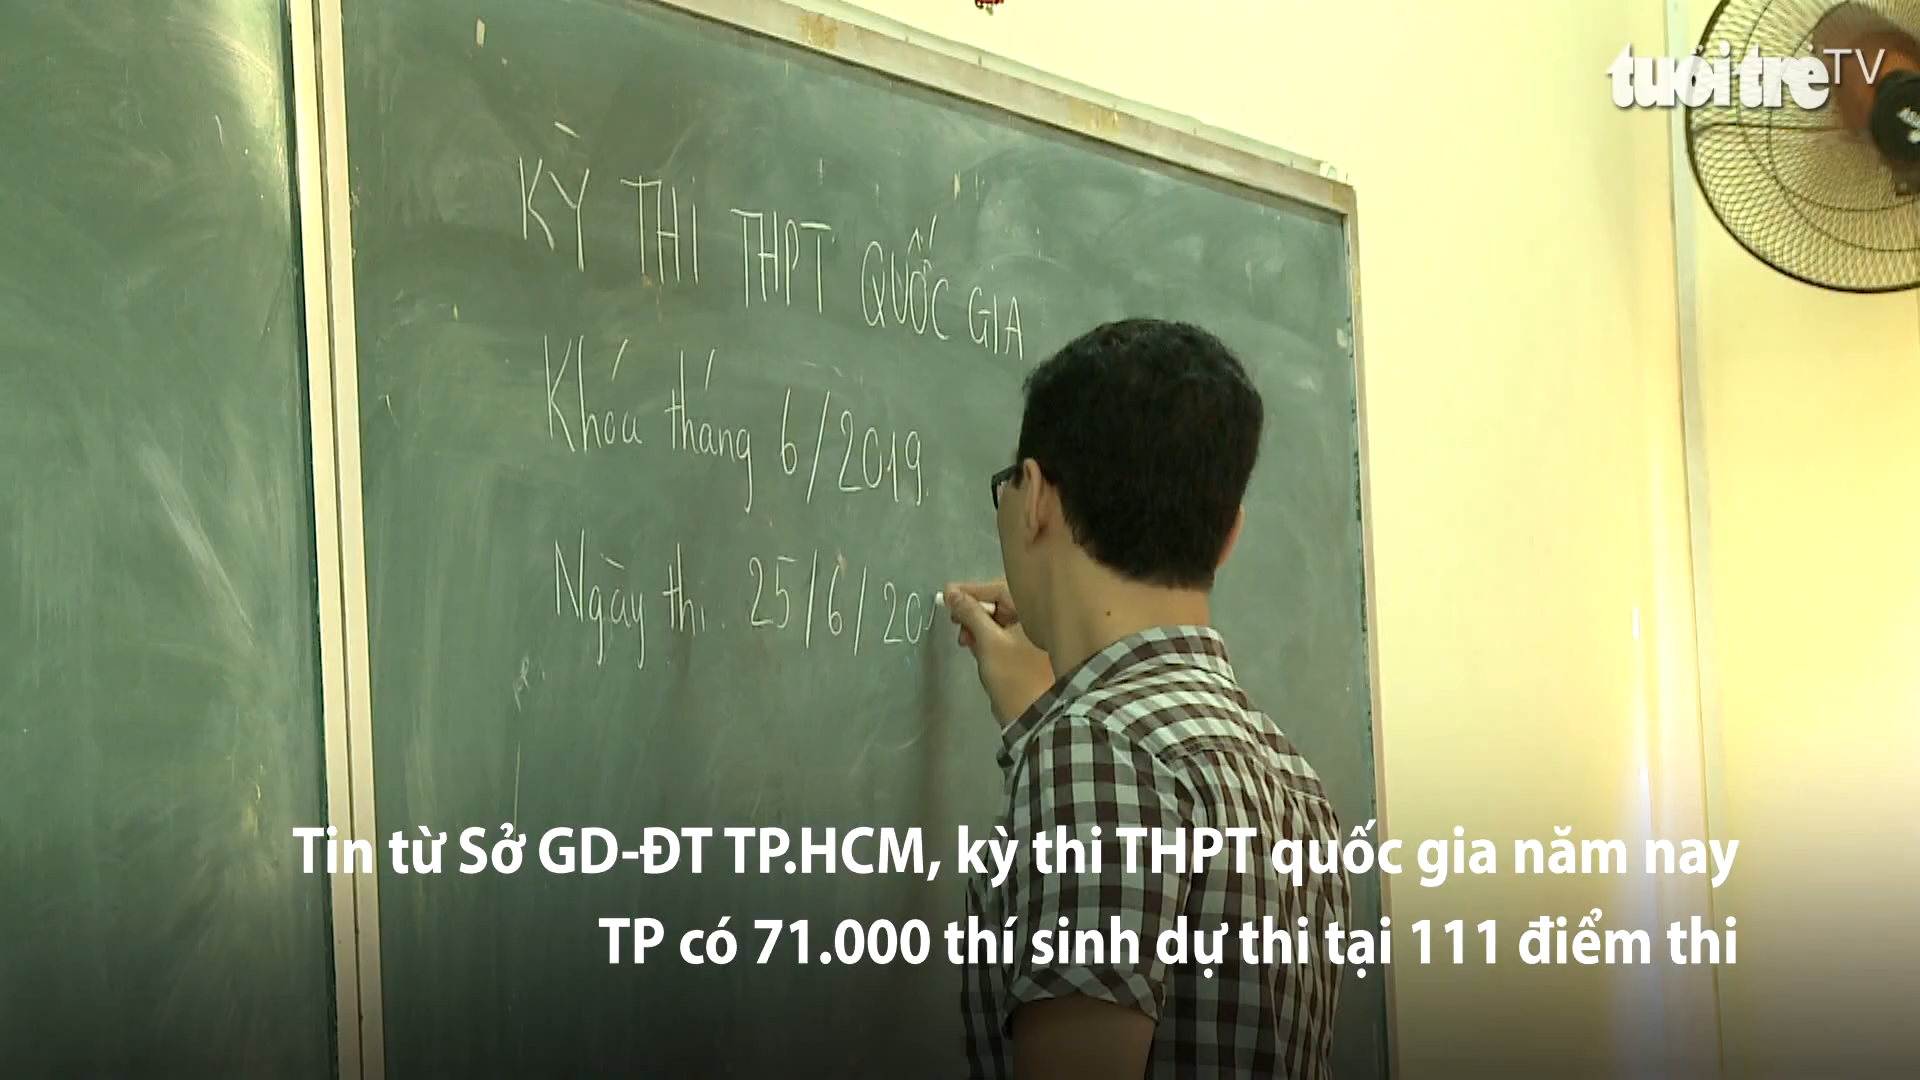 tuổi trẻ TV
KỲ THI THPT QUỐC GIA
Khóa tháng 6/2019
Ngày thi: 25/6/20
Tin từ Sở GD-ĐT TP.HCM, kỳ thi THPT quốc gia năm nay
TP có 71.000 thí sinh dự thi tại 111 điểm thi